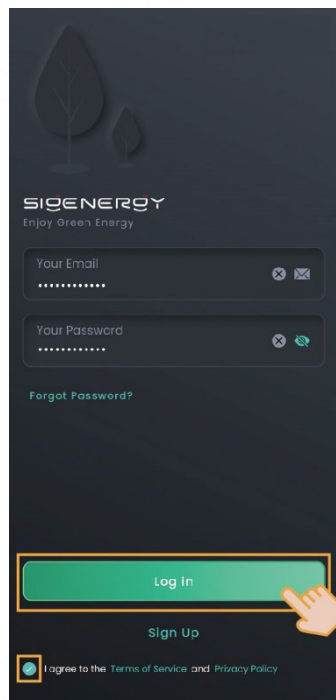 SIGENERGY
Enjoy Green Energy
Your Email
••••••••••••
Your Password
••••••••••••
Forgot Password?
Log In
Sign Up
I agree to the Terms of Service and Privacy Policy